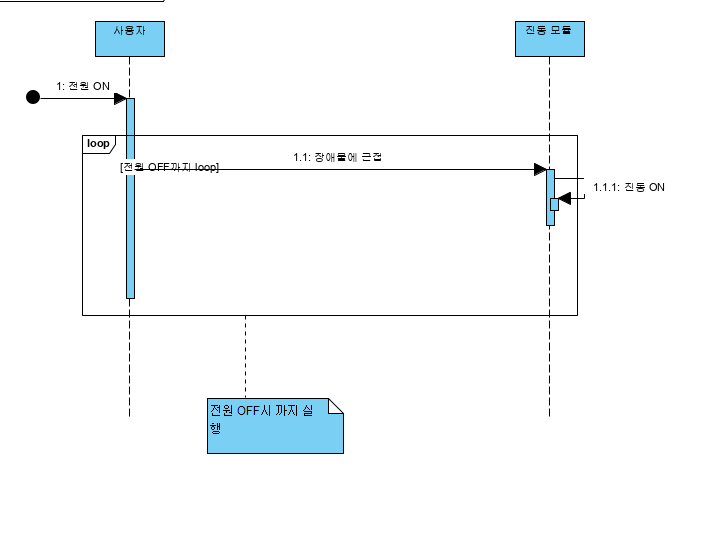 사용자
진동 모듈
1: 전원 ON
loop
1.1: 장애물에 근접
[전원 OFF까지 loop]
1.1.1: 진동 ON
전원 OFF시 까지 실
행